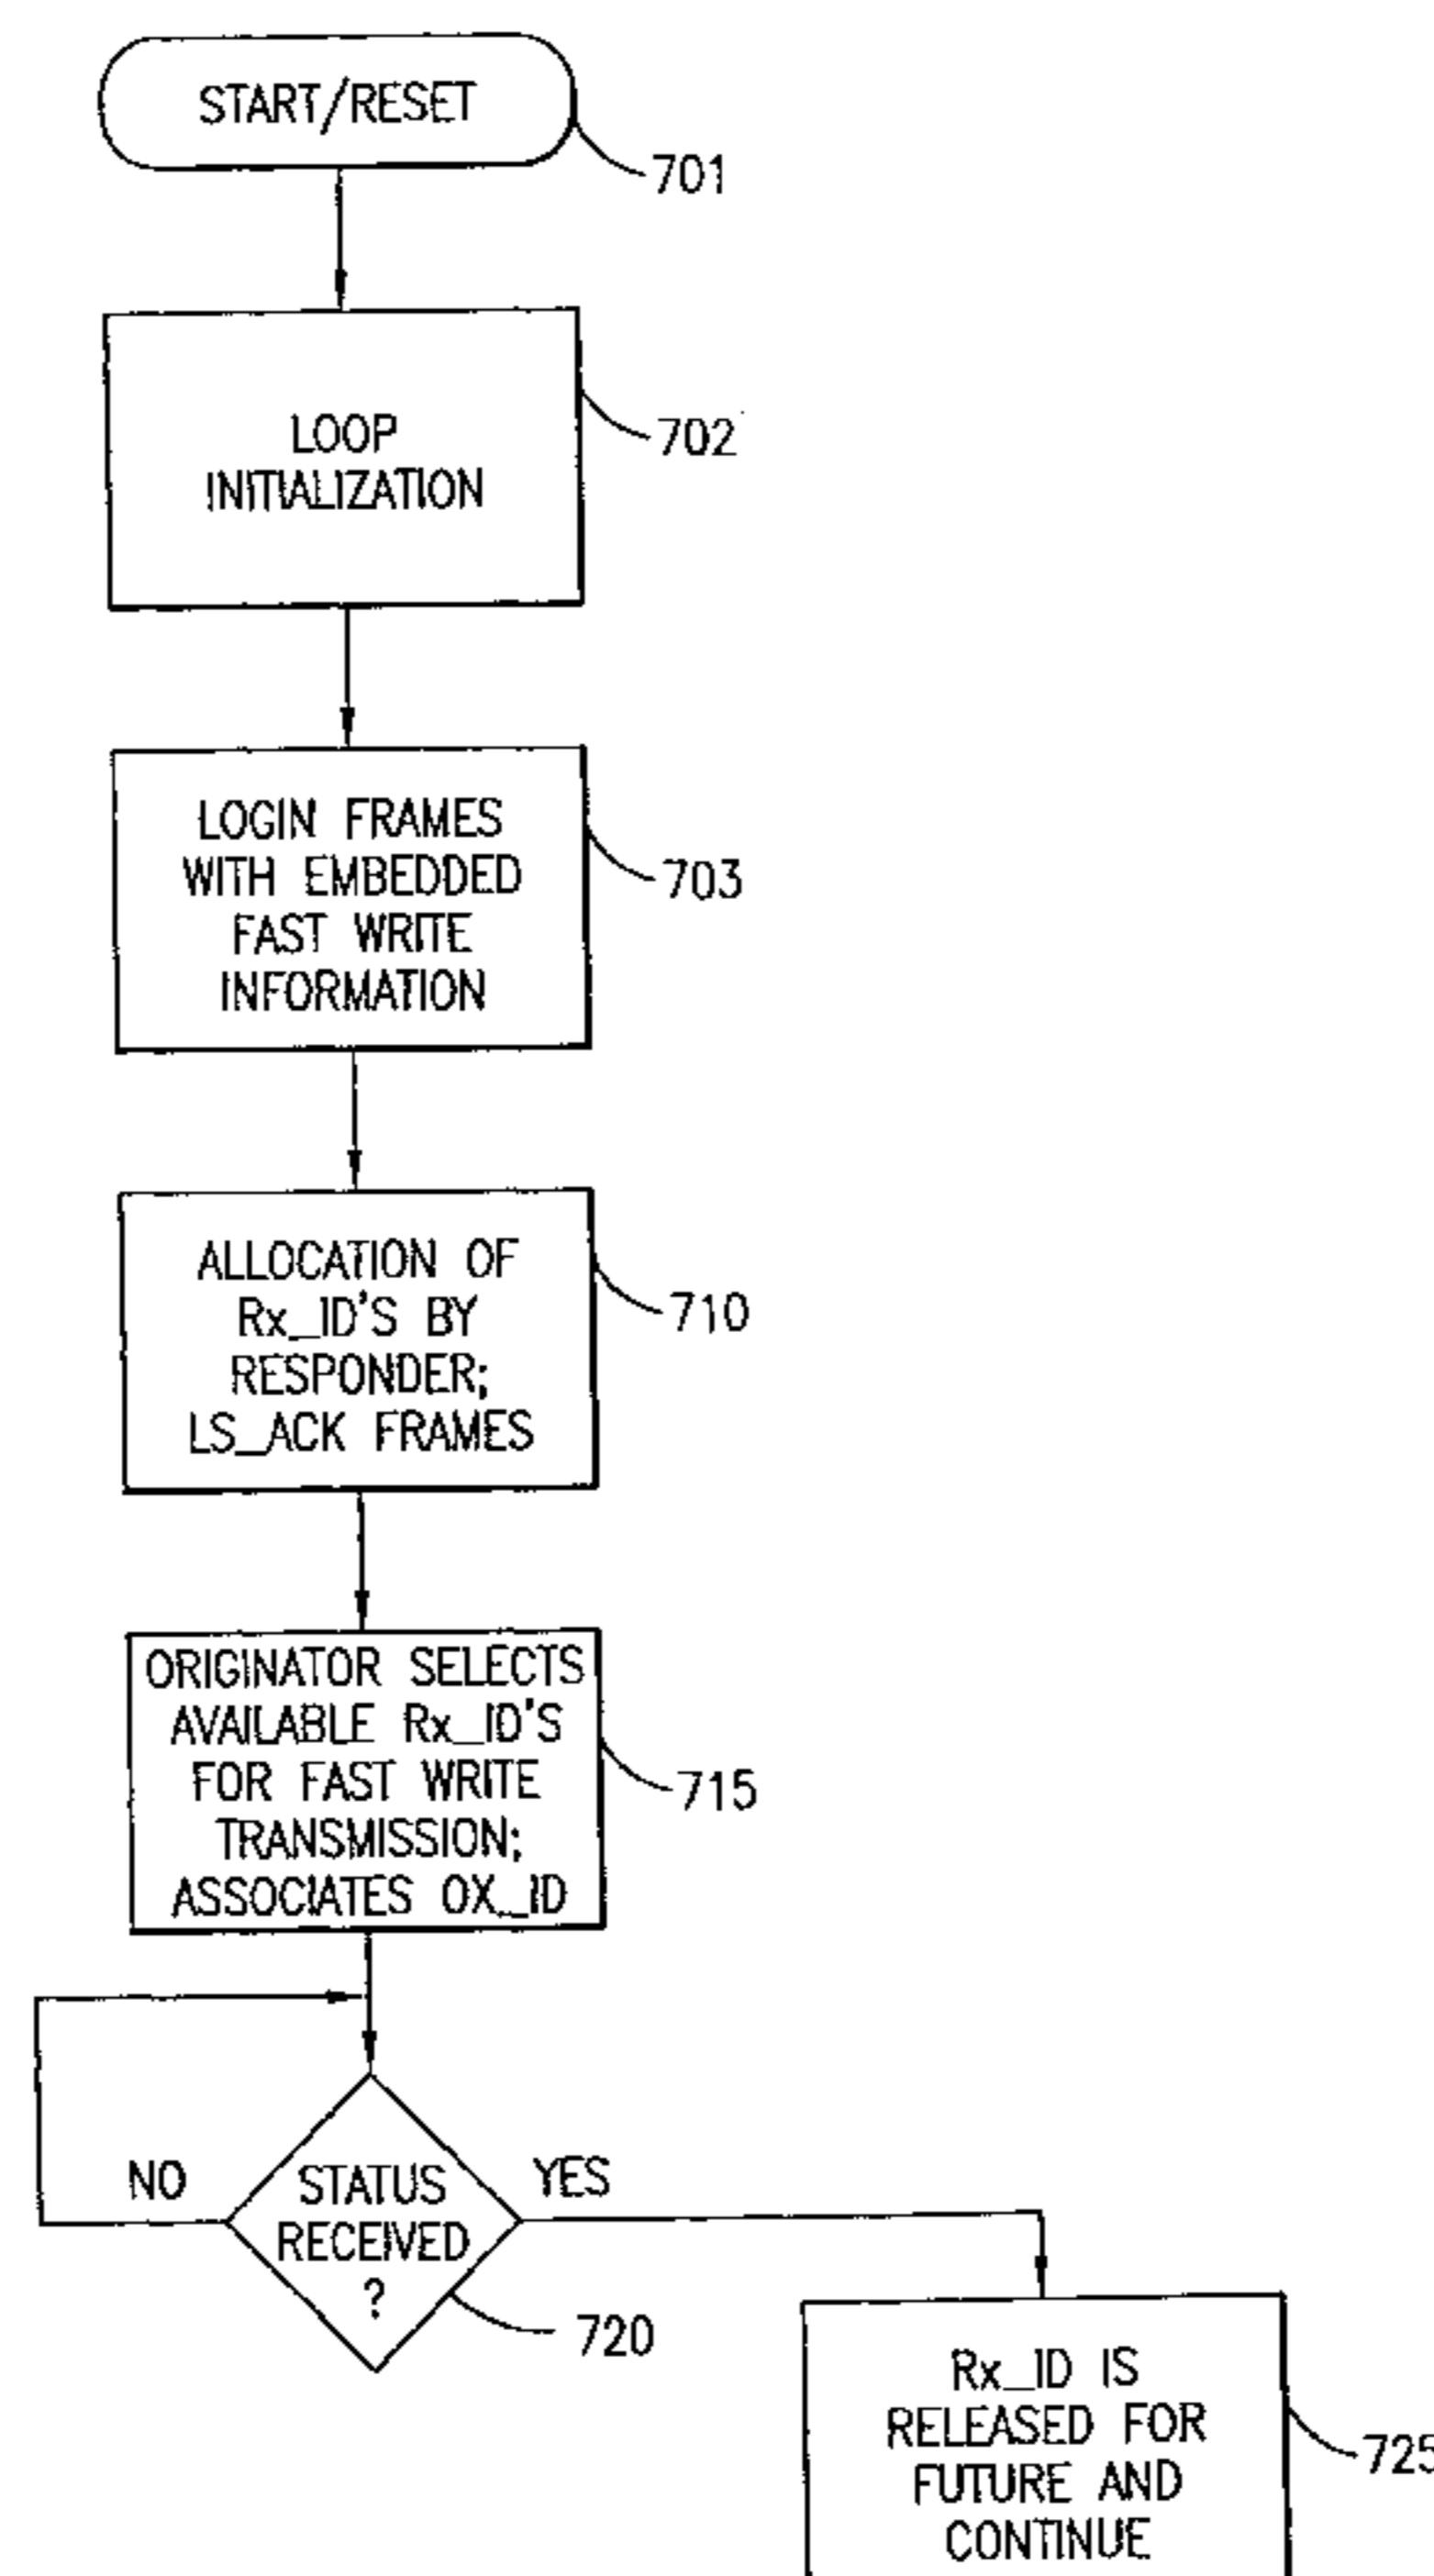 START/RESET
701
LOOP
INITIALIZATION
702
LOGIN FRAMES
WITH EMBEDDED
FAST WRITE
INFORMATION
703
ALLOCATION OF
Rx_ID'S BY
RESPONDER;
LS_ACK FRAMES
710
ORIGINATOR SELECTS
AVAILABLE Rx_ID'S
FOR FAST WRITE
TRANSMISSION;
ASSOCIATES OX_ID
715
NO
STATUS
RECEIVED
?
YES
720
Rx_ID IS
RELEASED FOR
FUTURE AND
CONTINUE
725